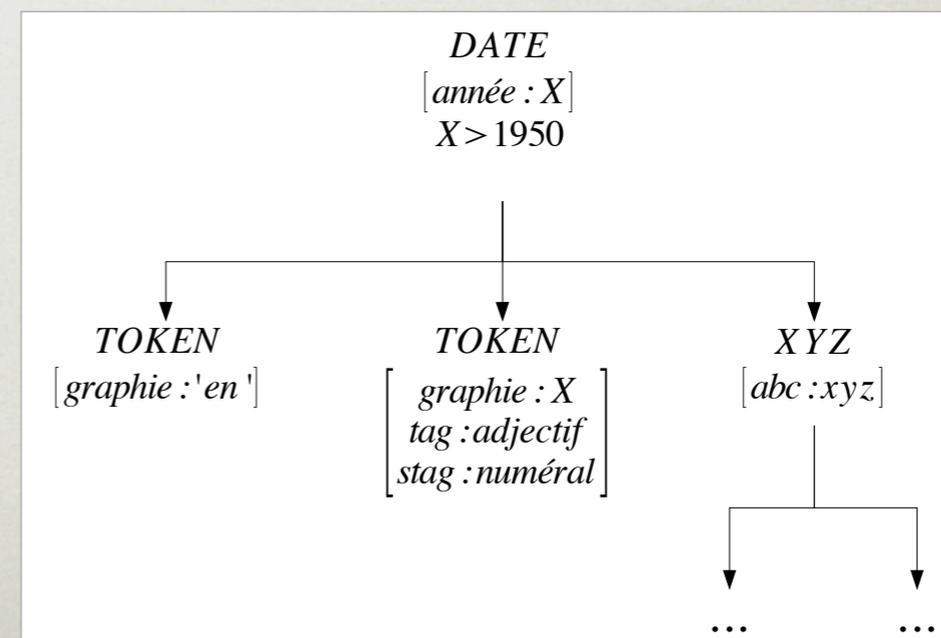 DATE
[année : X]
X > 1950
TOKEN
[graphie : 'en ']
TOKEN
graphie : X
tag : adjectif
stag : numéral
XYZ
[abc : xyz]
... ...